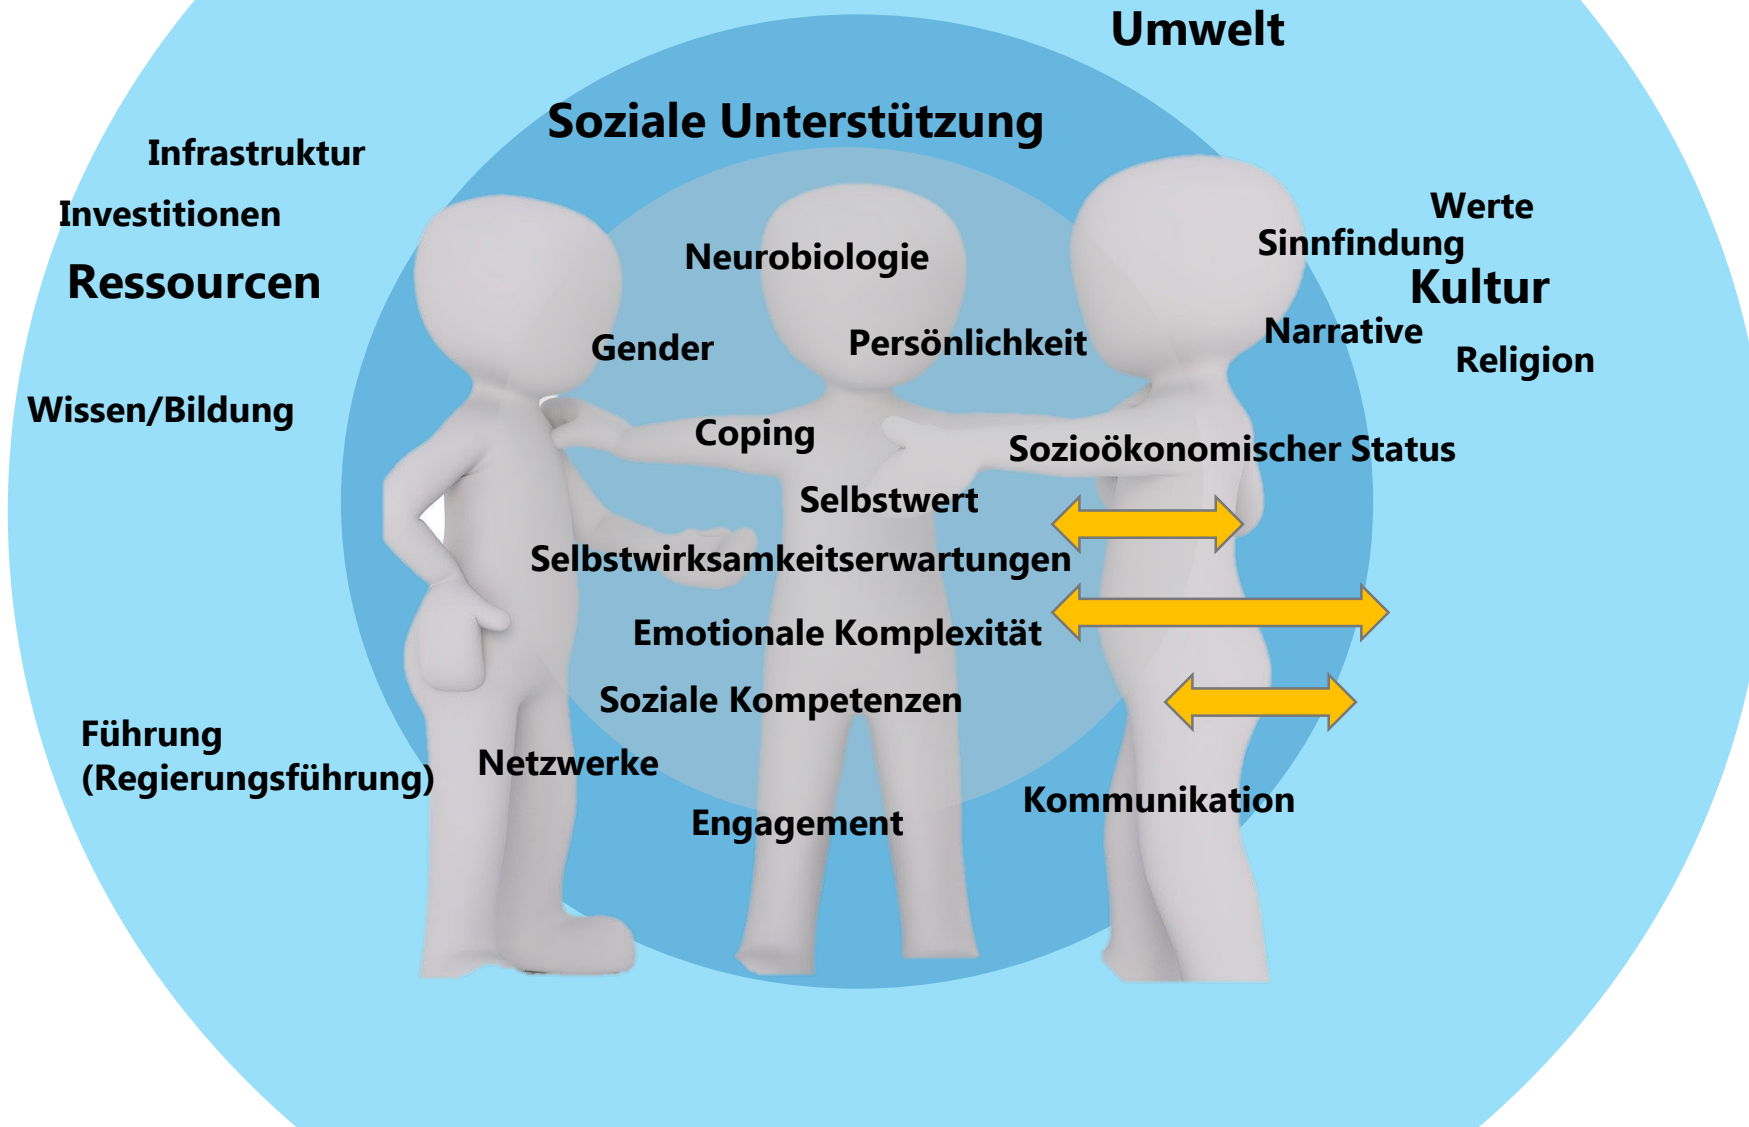 Umwelt
Soziale Unterstützung
Infrastruktur
Investitionen
Ressourcen
Wissen/Bildung
Führung
(Regierungsführung)
Neurobiologie
Gender
Persönlichkeit
Coping
Selbstwert
Selbstwirksamkeitserwartungen
Emotionale Komplexität
Soziale Kompetenzen
Netzwerke
Engagement
Kommunikation
Sozioökonomischer Status
Werte
Sinnfindung
Kultur
Narrative
Religion